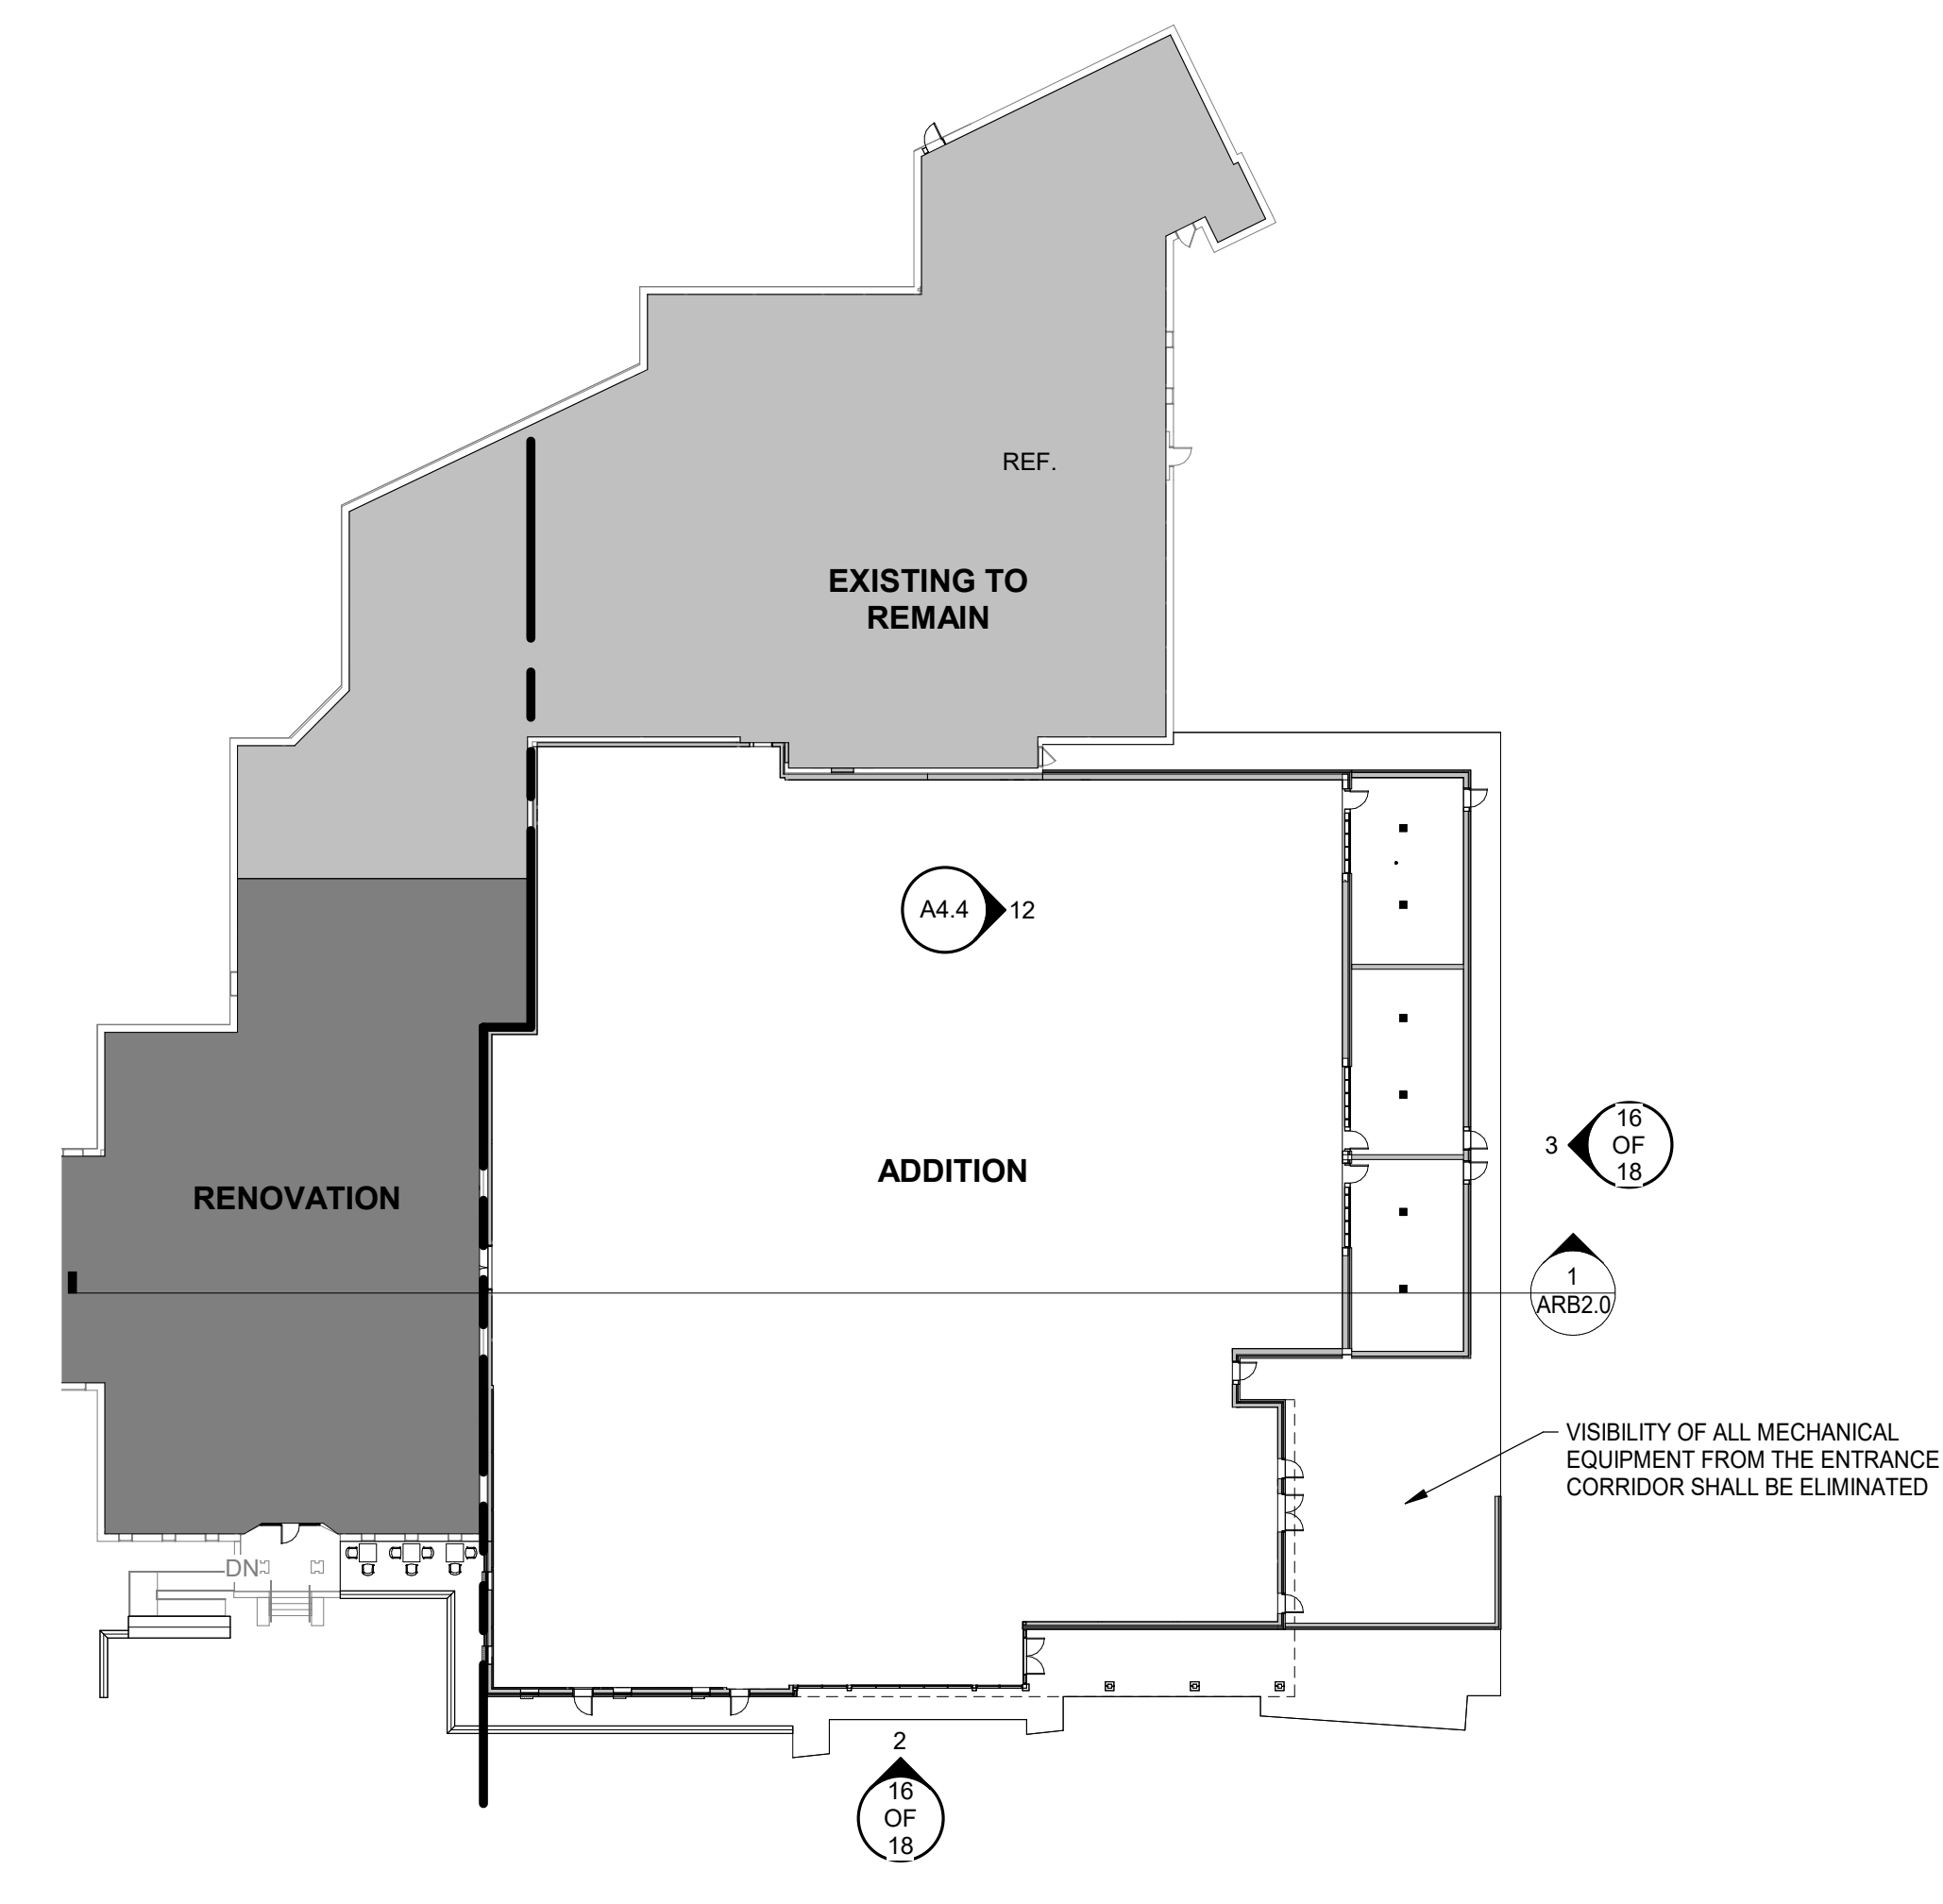 REF.
EXISTING TO
REMAIN
A4.4
12
3
16
OF
18
ADDITION
RENOVATION
1
ARB2.0
VISIBILITY OF ALL MECHANICAL
EQUIPMENT FROM THE ENTRANCE
CORRIDOR SHALL BE ELIMINATED
DN
2
16
OF
18